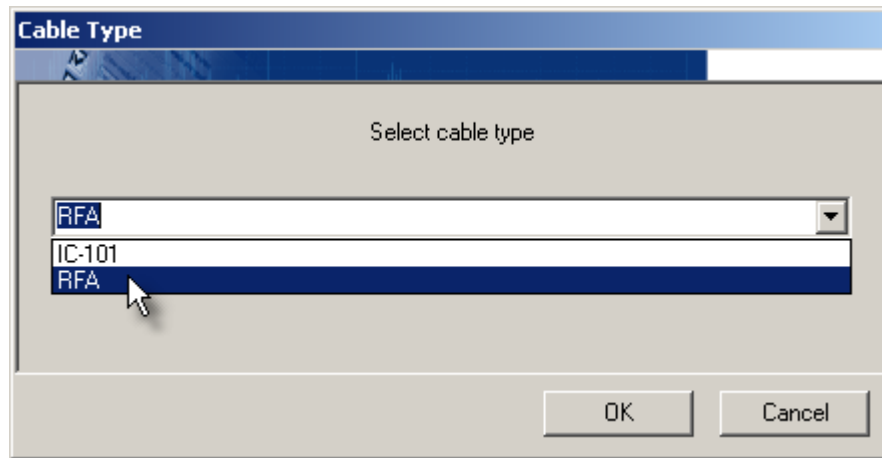 Cable Type
Select cable type
RFA
IC-101
RFA
OK
Cancel